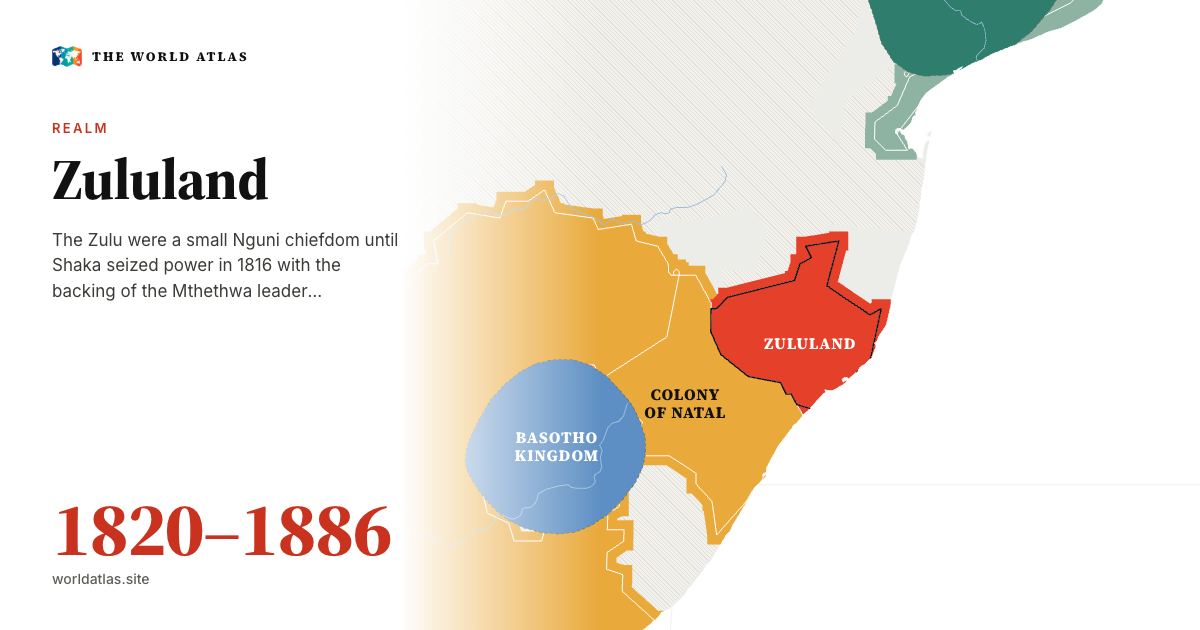 THE WORLD ATLAS
REALM
Zululand
The Zulu were a small Nguni chiefdom until
Shaka seized power in 1816 with the
backing of the Mthethwa leader…
1820–1886
worldatlas.site
ZULULAND
COLONY
OF NATAL
BASOTHO
KINGDOM